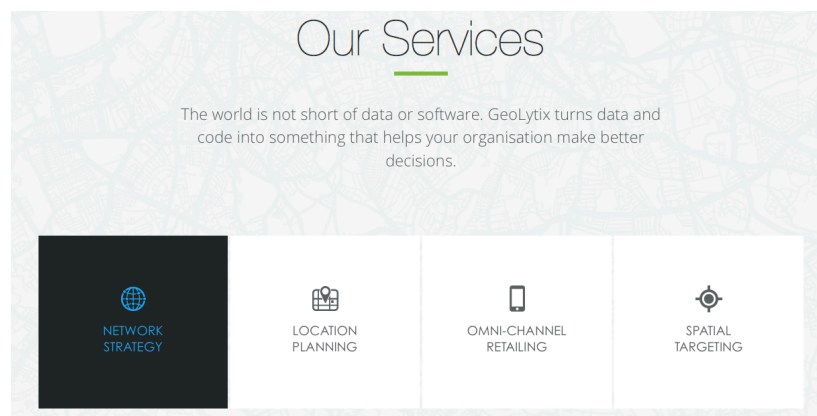 Our Services
The world is not short of data or software. GeoLytix turns data and
code into something that helps your organisation make better
decisions.
NETWORK
STRATEGY
LOCATION
PLANNING
OMNI-CHANNEL
RETAILING
SPATIAL
TARGETING